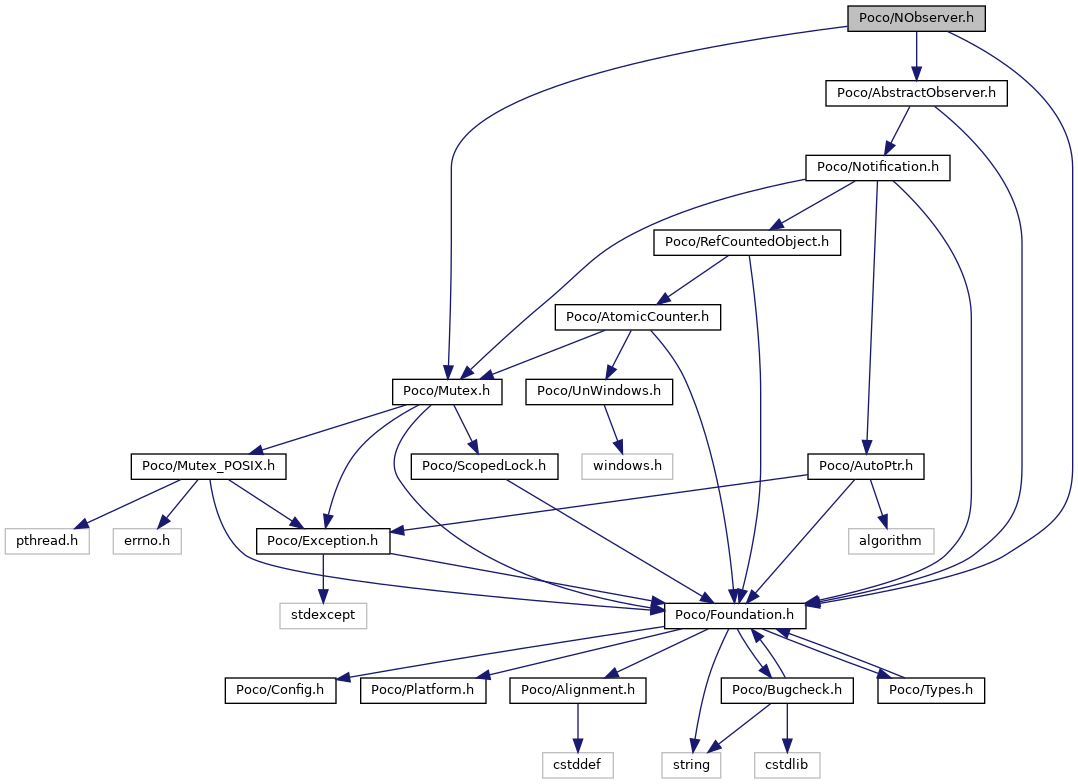 Poco/NObserver.h
Poco/AbstractObserver.h
Poco/Notification.h
Poco/RefCountedObject.h
Poco/AtomicCounter.h
Poco/Mutex.h
Poco/UnWindows.h
Poco/Mutex_POSIX.h
Poco/ScopedLock.h
windows.h
Poco/AutoPtr.h
pthread.h
errno.h
Poco/Exception.h
algorithm
stdexcept
Poco/Foundation.h
Poco/Config.h
Poco/Platform.h
Poco/Alignment.h
Poco/Bugcheck.h
Poco/Types.h
cstddef
string
cstdlib